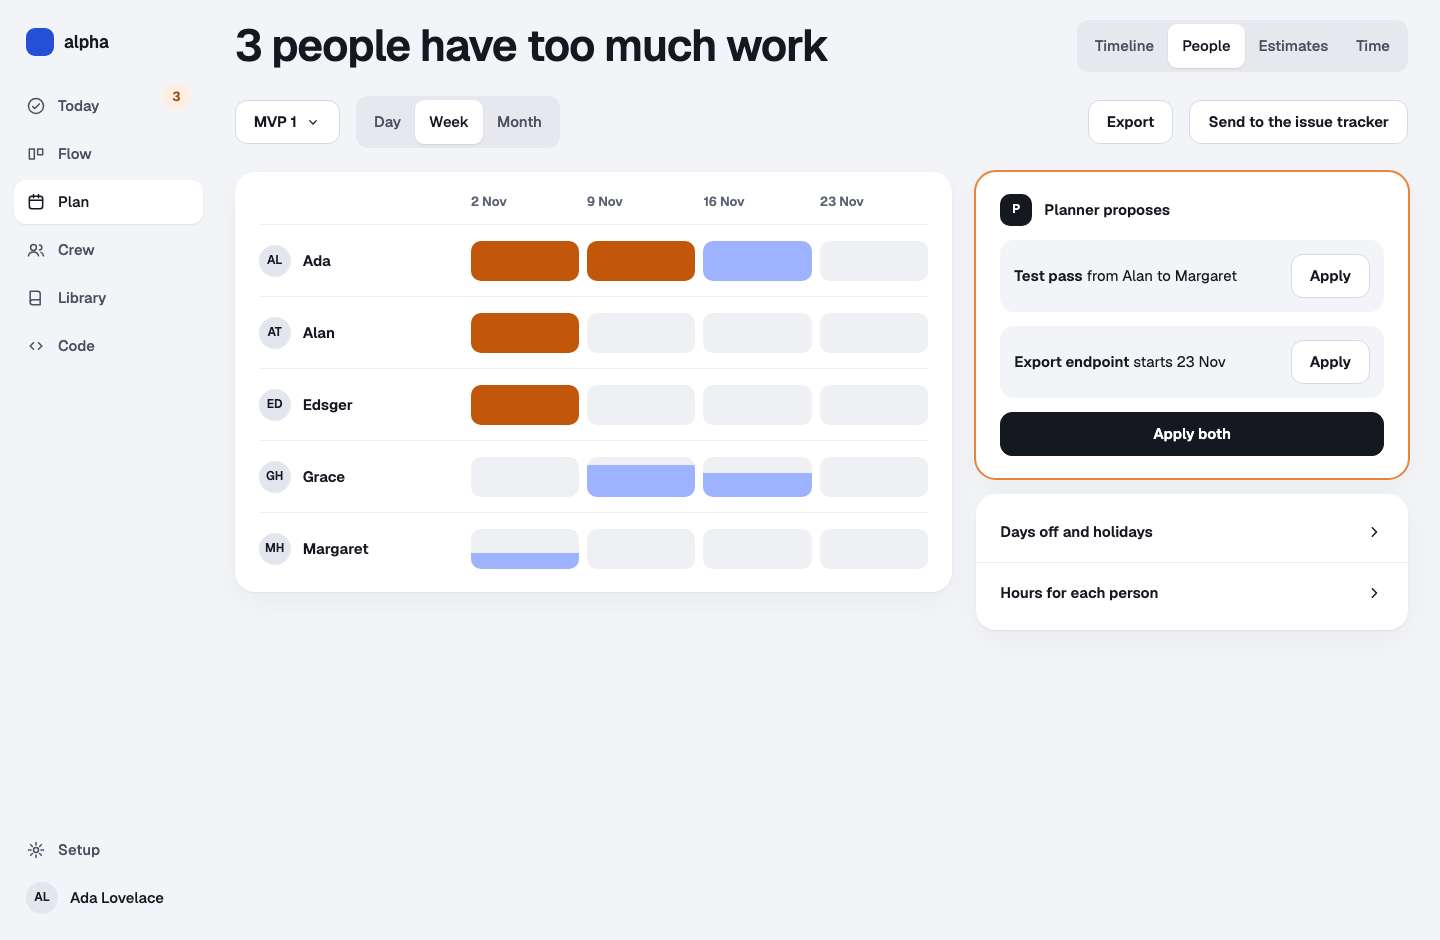 alpha
3 people have too much work
Timeline People Estimates Time
Today 3
Flow
Plan
Crew
Library
Code
MVP 1
Day Week Month
Export
Send to the issue tracker
2 Nov 9 Nov 16 Nov 23 Nov
AL Ada
AT Alan
ED Edsger
GH Grace
MH Margaret
P Planner proposes
Test pass from Alan to Margaret Apply
Export endpoint starts 23 Nov Apply
Apply both
Days off and holidays
Hours for each person
Setup
AL Ada Lovelace